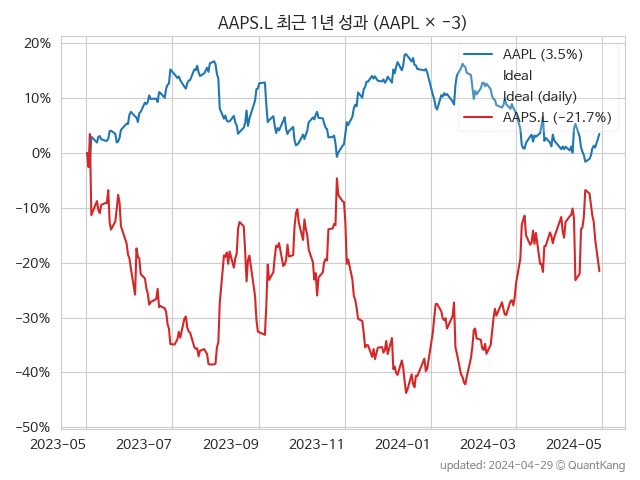 AAPS.L 최근 1년 성과 (AAPL × −3)
20%
10%
0%
−10%
−20%
−30%
−40%
−50%
AAPL (3.5%)
Ideal
Ideal (daily)
AAPS.L (−21.7%)
2023-05
2023-07
2023-09
2023-11
2024-01
2024-03
2024-05
updated: 2024-04-29 © QuantKang